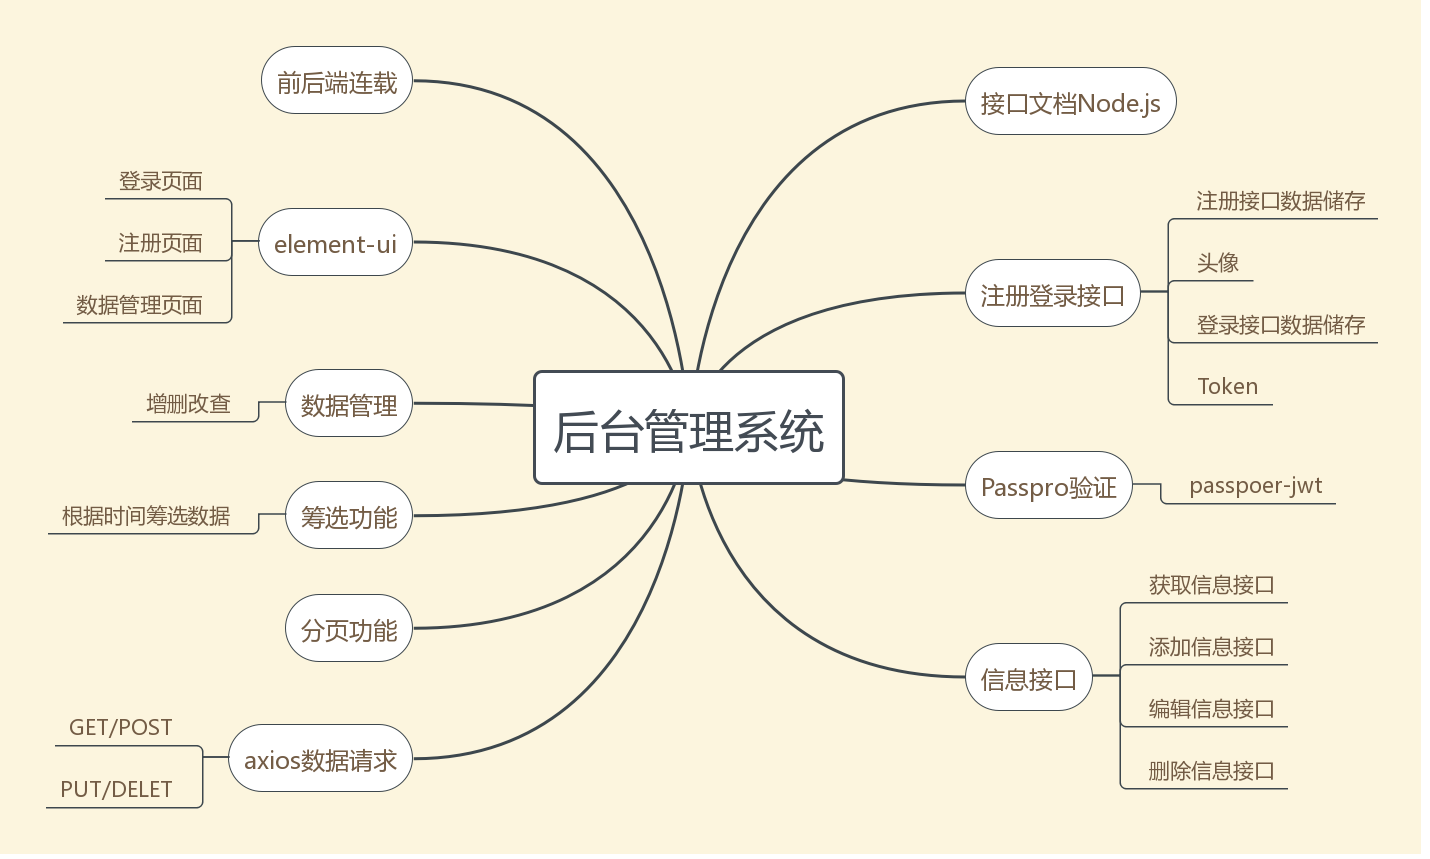 后台管理系统
前后端连载
element-ui
登录页面
注册页面
数据管理页面
数据管理
增删改查
筹选功能
根据时间筹选数据
分页功能
axios数据请求
GET/POST
PUT/DELET
接口文档Node.js
注册登录接口
注册接口数据储存
头像
登录接口数据储存
Token
Passpro验证
passpoer-jwt
信息接口
获取信息接口
添加信息接口
编辑信息接口
删除信息接口